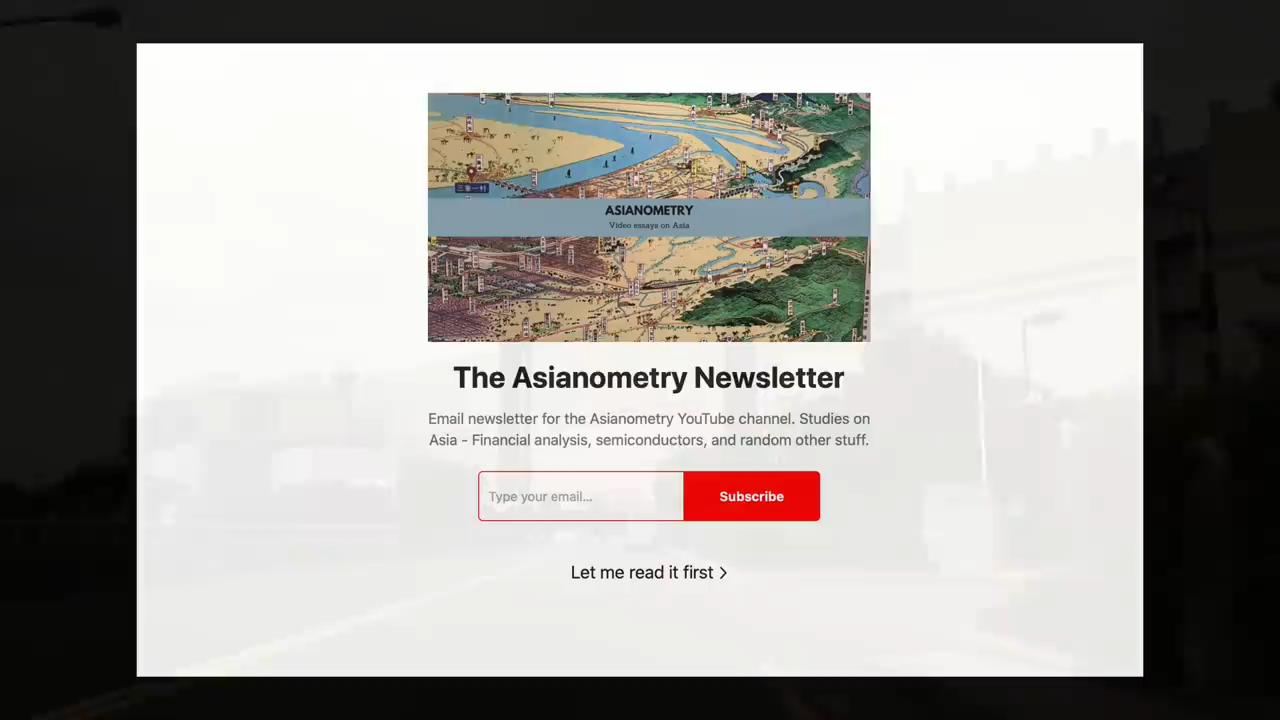 ASIANOMETRY
Video essays on Asia
The Asianometry Newsletter
Email newsletter for the Asianometry YouTube channel. Studies on
Asia - Financial analysis, semiconductors, and random other stuff.
Type your email...
Subscribe
Let me read it first >